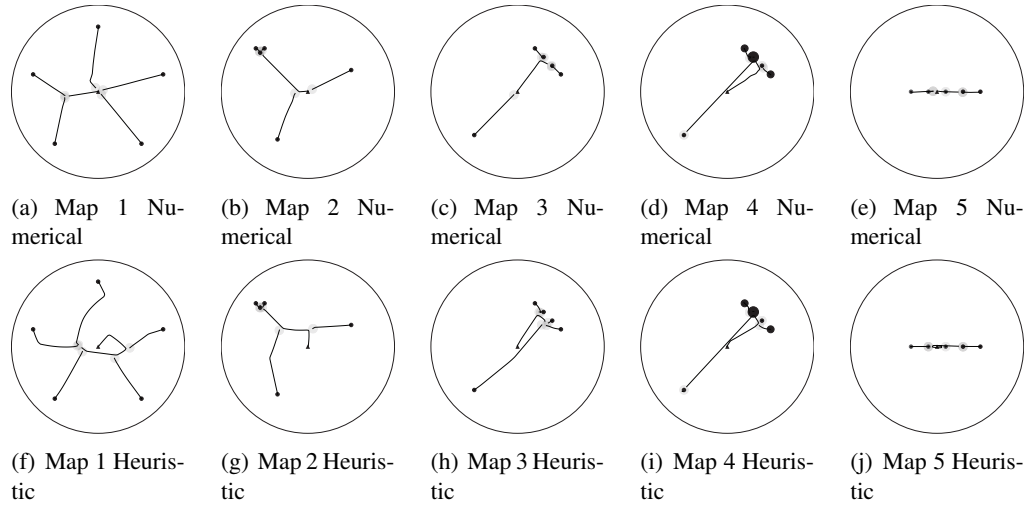 (a) Map 1 Nu-
merical
(b) Map 2 Nu-
merical
(c) Map 3 Nu-
merical
(d) Map 4 Nu-
merical
(e) Map 5 Nu-
merical
(f) Map 1 Heuris-
tic
(g) Map 2 Heuris-
tic
(h) Map 3 Heuris-
tic
(i) Map 4 Heuris-
tic
(j) Map 5 Heuris-
tic